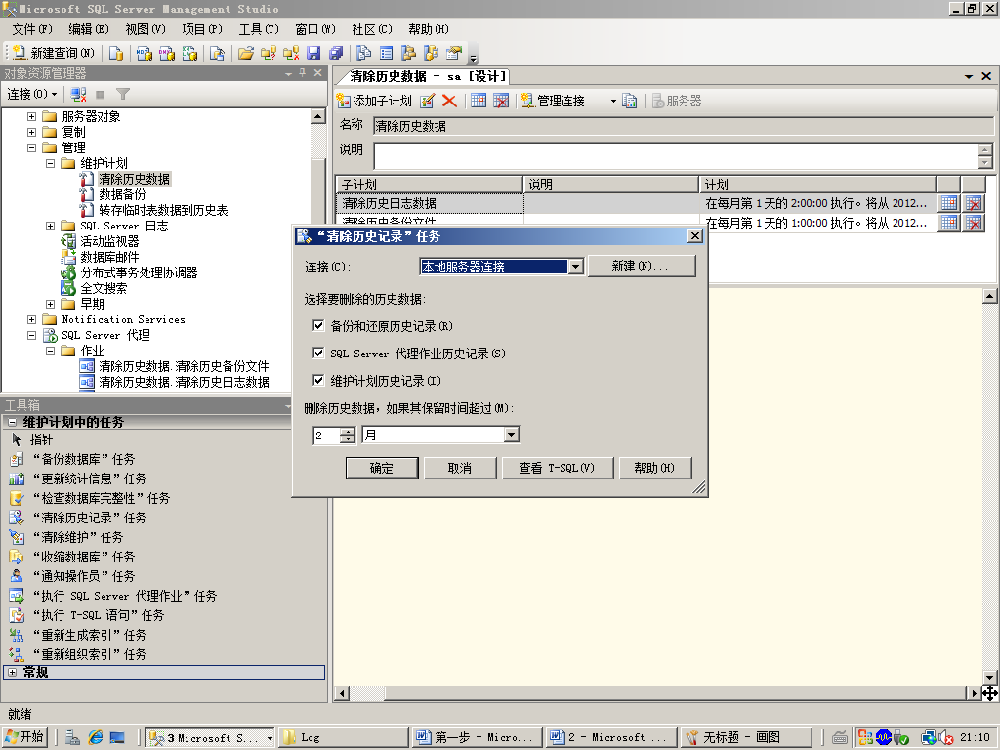 Microsoft SQL Server Management Studio
文件(F) 编辑(E) 视图(V) 项目(P) 工具(T) 窗口(W) 社区(C) 帮助(H)
新建查询(N)
对象资源管理器
连接(O)
服务器对象
复制
管理
维护计划
清除历史数据
数据备份
转存临时表数据到历史表
SQL Server 日志
活动监视器
数据库邮件
分布式事务处理协调器
全文搜索
早期
Notification Services
SQL Server 代理
作业
清除历史数据.清除历史备份文件
清除历史数据.清除历史日志数据
工具箱
维护计划中的任务
指针
“备份数据库”任务
“更新统计信息”任务
“检查数据库完整性”任务
“清除历史记录”任务
“清除维护”任务
“收缩数据库”任务
“通知操作员”任务
“执行 SQL Server 代理作业”任务
“执行 T-SQL 语句”任务
“重新生成索引”任务
“重新组织索引”任务
常规
清除历史数据 - sa [设计]
添加子计划 管理连接... 服务器...
名称 清除历史数据
说明
子计划 说明 计划
清除历史日志数据 在每月第 1 天的 2:00:00 执行。将从 2012...
清除历史备份文件 在每月第 1 天的 1:00:00 执行。将从 2012...
“清除历史记录”任务
连接(C): 本地服务器连接 新建(N)...
选择要删除的历史数据:
备份和还原历史记录(R)
SQL Server 代理作业历史记录(S)
维护计划历史记录(I)
删除历史数据，如果其保留时间超过(M):
2 月
确定 取消 查看 T-SQL(V) 帮助(H)
就绪
开始 3 Microsoft S... Log 第一步 - Micro... 2 - Microsoft ... 无标题 - 画图 21:10